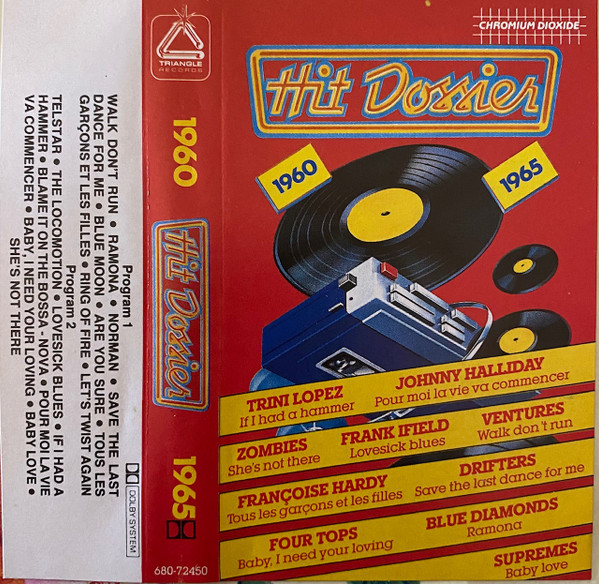 Program 1
WALK DON'T RUN • RAMONA • NORMAN • SAVE THE LAST
DANCE FOR ME • BLUE MOON • ARE YOU SURE • TOUS LES
GARÇONS ET LES FILLES • RING OF FIRE • LET'S TWIST AGAIN
Program 2
TELSTAR • THE LOCOMOTION • LOVESICK BLUES • IF I HAD A
HAMMER • BLAME IT ON THE BOSSA - NOVA • POUR MOI LA VIE
VA COMMENCER • BABY, I NEED YOUR LOVING • BABY LOVE •
SHE'S NOT THERE
DOLBY SYSTEM
TRIANGLE
RECORDS
1960
Hit Dossier
1965
680-72450
CHROMIUM DIOXIDE
Hit Dossier
1960
1965
JOHNNY HALLIDAY
Pour moi la vie va commencer
TRINI LOPEZ
If I had a hammer
VENTURES
Walk don't run
FRANK IFIELD
Lovesick blues
ZOMBIES
She's not there
DRIFTERS
Save the last dance for me
FRANÇOISE HARDY
Tous les garçons et les filles
BLUE DIAMONDS
Ramona
FOUR TOPS
Baby, I need your loving
SUPREMES
Baby love